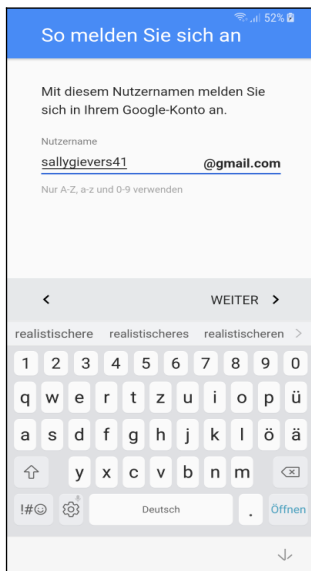 52%
So melden Sie sich an
Mit diesem Nutzernamen melden Sie
sich in Ihrem Google-Konto an.
Nutzername
sallygievers41 @gmail.com
Nur A-Z, a-z und 0-9 verwenden
< WEITER >
realistischere realistischeres realistischeren >
1 2 3 4 5 6 7 8 9 0
q w e r t z u i o p ü
a s d f g h j k l ö ä
y x c v b n m
!#☺ Deutsch . Öffnen